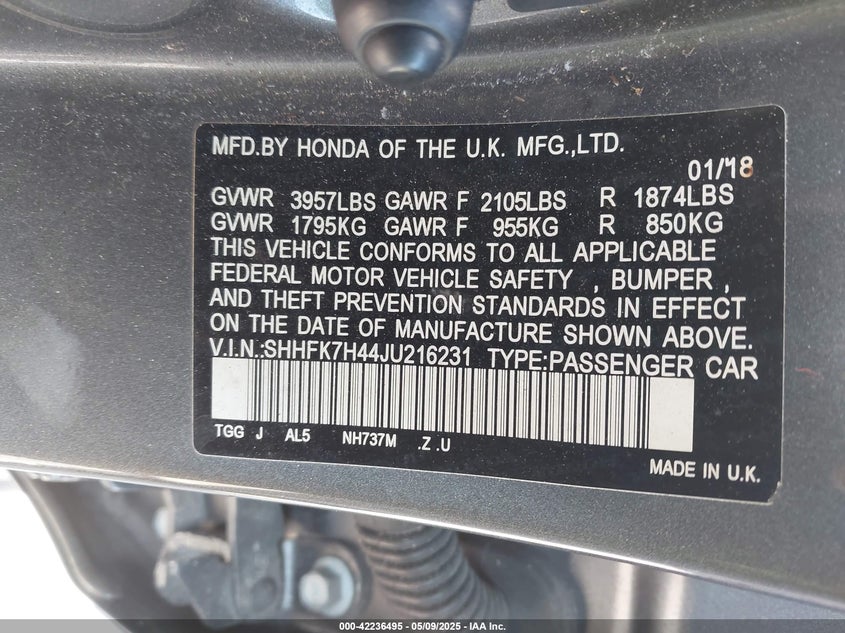 MFD.BY HONDA OF THE U.K. MFG.,LTD.
01/18
GVWR 3957LBS GAWR F 2105LBS R 1874LBS
GVWR 1795KG GAWR F 955KG R 850KG
THIS VEHICLE CONFORMS TO ALL APPLICABLE
FEDERAL MOTOR VEHICLE SAFETY , BUMPER ,
AND THEFT PREVENTION STANDARDS IN EFFECT
ON THE DATE OF MANUFACTURE SHOWN ABOVE.
V.I.N.:SHHFK7H44JU216231 TYPE:PASSENGER CAR
TGG J AL5 NH737M .Z .U
MADE IN U.K.
000-42236495 - 05/09/2025 - IAA Inc.